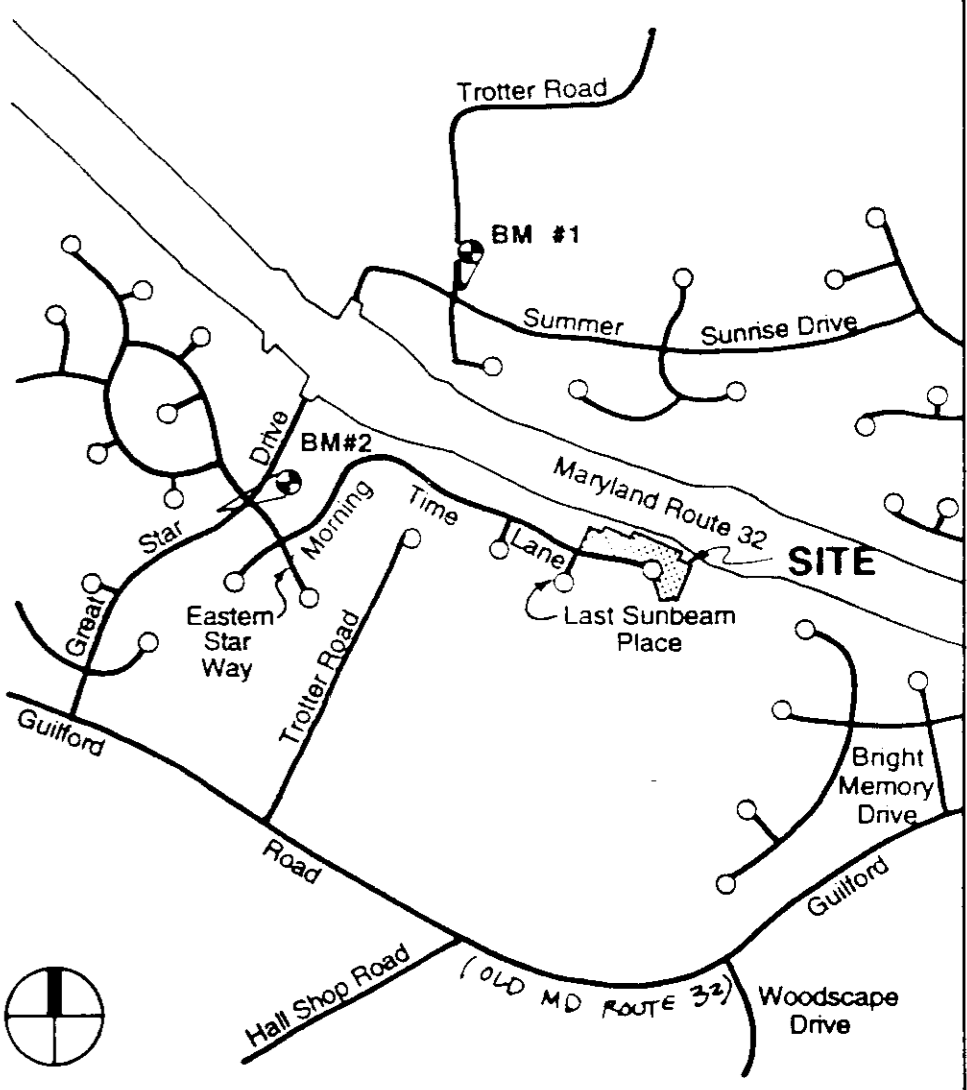 Trotter Road
BM #1
Summer Sunrise Drive
Drive
BM#2
Maryland Route 32
Morning Time Lane
Star
SITE
Great
Eastern
Star
Way
Last Sunbeam
Place
Trotter Road
Guilford
Bright
Memory
Drive
Road
Guilford
Hall Shop Road
(OLD MD ROUTE 32)
Woodscape
Drive